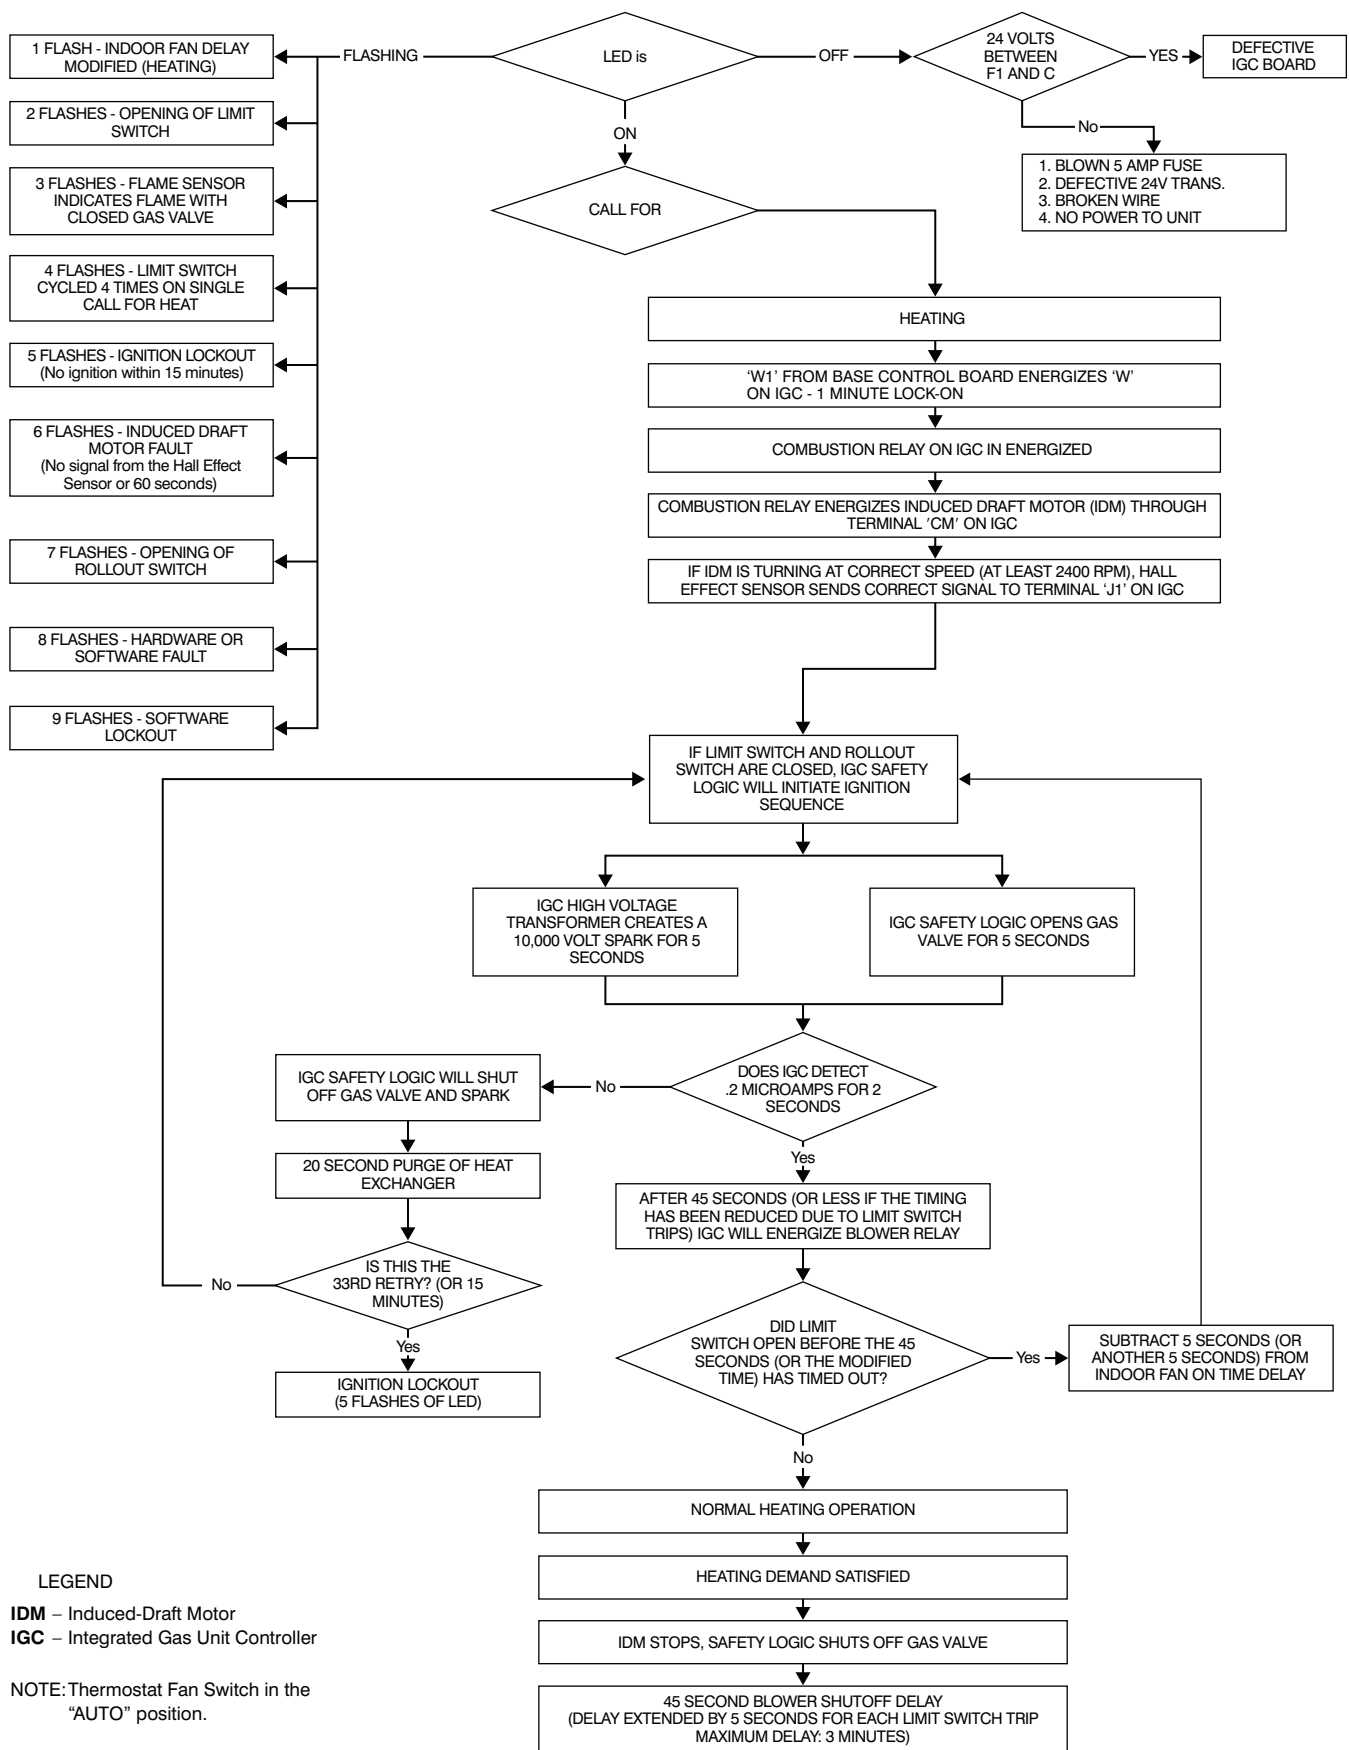 1 FLASH - INDOOR FAN DELAY
MODIFIED (HEATING)
FLASHING
LED is
OFF
24 VOLTS
BETWEEN
F1 AND C
YES
DEFECTIVE
IGC BOARD
2 FLASHES - OPENING OF LIMIT
SWITCH
ON
No
3 FLASHES - FLAME SENSOR
INDICATES FLAME WITH
CLOSED GAS VALVE
CALL FOR
1. BLOWN 5 AMP FUSE
2. DEFECTIVE 24V TRANS.
3. BROKEN WIRE
4. NO POWER TO UNIT
4 FLASHES - LIMIT SWITCH
CYCLED 4 TIMES ON SINGLE
CALL FOR HEAT
HEATING
5 FLASHES - IGNITION LOCKOUT
(No ignition within 15 minutes)
‘W1’ FROM BASE CONTROL BOARD ENERGIZES ‘W’
ON IGC - 1 MINUTE LOCK-ON
6 FLASHES - INDUCED DRAFT
MOTOR FAULT
(No signal from the Hall Effect
Sensor or 60 seconds)
COMBUSTION RELAY ON IGC IN ENERGIZED
COMBUSTION RELAY ENERGIZES INDUCED DRAFT MOTOR (IDM) THROUGH
TERMINAL ′CM′ ON IGC
7 FLASHES - OPENING OF
ROLLOUT SWITCH
IF IDM IS TURNING AT CORRECT SPEED (AT LEAST 2400 RPM), HALL
EFFECT SENSOR SENDS CORRECT SIGNAL TO TERMINAL ‘J1’ ON IGC
8 FLASHES - HARDWARE OR
SOFTWARE FAULT
9 FLASHES - SOFTWARE
LOCKOUT
IF LIMIT SWITCH AND ROLLOUT
SWITCH ARE CLOSED, IGC SAFETY
LOGIC WILL INITIATE IGNITION
SEQUENCE
IGC HIGH VOLTAGE
TRANSFORMER CREATES A
10,000 VOLT SPARK FOR 5
SECONDS
IGC SAFETY LOGIC OPENS GAS
VALVE FOR 5 SECONDS
DOES IGC DETECT
.2 MICROAMPS FOR 2
SECONDS
No
IGC SAFETY LOGIC WILL SHUT
OFF GAS VALVE AND SPARK
20 SECOND PURGE OF HEAT
EXCHANGER
IS THIS THE
33RD RETRY? (OR 15
MINUTES)
No
Yes
IGNITION LOCKOUT
(5 FLASHES OF LED)
Yes
AFTER 45 SECONDS (OR LESS IF THE TIMING
HAS BEEN REDUCED DUE TO LIMIT SWITCH
TRIPS) IGC WILL ENERGIZE BLOWER RELAY
DID LIMIT
SWITCH OPEN BEFORE THE 45
SECONDS (OR THE MODIFIED
TIME) HAS TIMED OUT?
Yes
SUBTRACT 5 SECONDS (OR
ANOTHER 5 SECONDS) FROM
INDOOR FAN ON TIME DELAY
No
NORMAL HEATING OPERATION
HEATING DEMAND SATISFIED
IDM STOPS, SAFETY LOGIC SHUTS OFF GAS VALVE
45 SECOND BLOWER SHUTOFF DELAY
(DELAY EXTENDED BY 5 SECONDS FOR EACH LIMIT SWITCH TRIP
MAXIMUM DELAY: 3 MINUTES)
LEGEND
IDM – Induced-Draft Motor
IGC – Integrated Gas Unit Controller
NOTE: Thermostat Fan Switch in the
“AUTO” position.